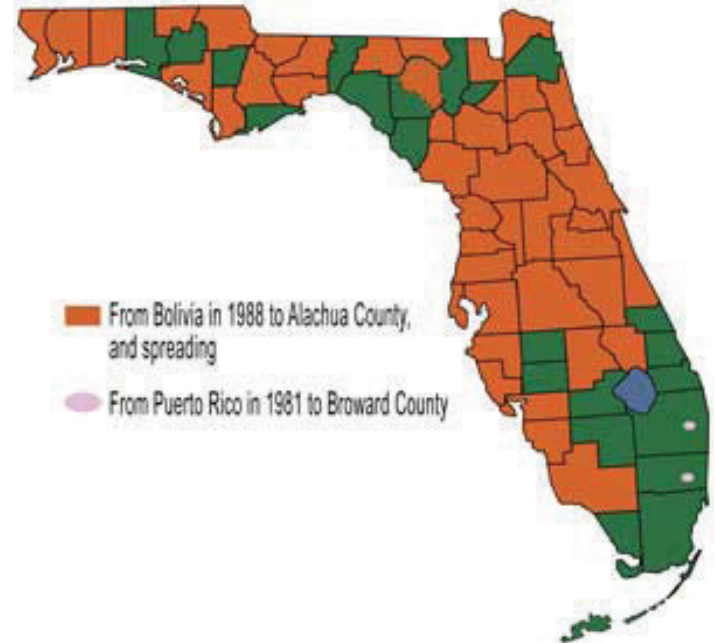 From Bolivia in 1988 to Alachua County,
and spreading
From Puerto Rico in 1981 to Broward County